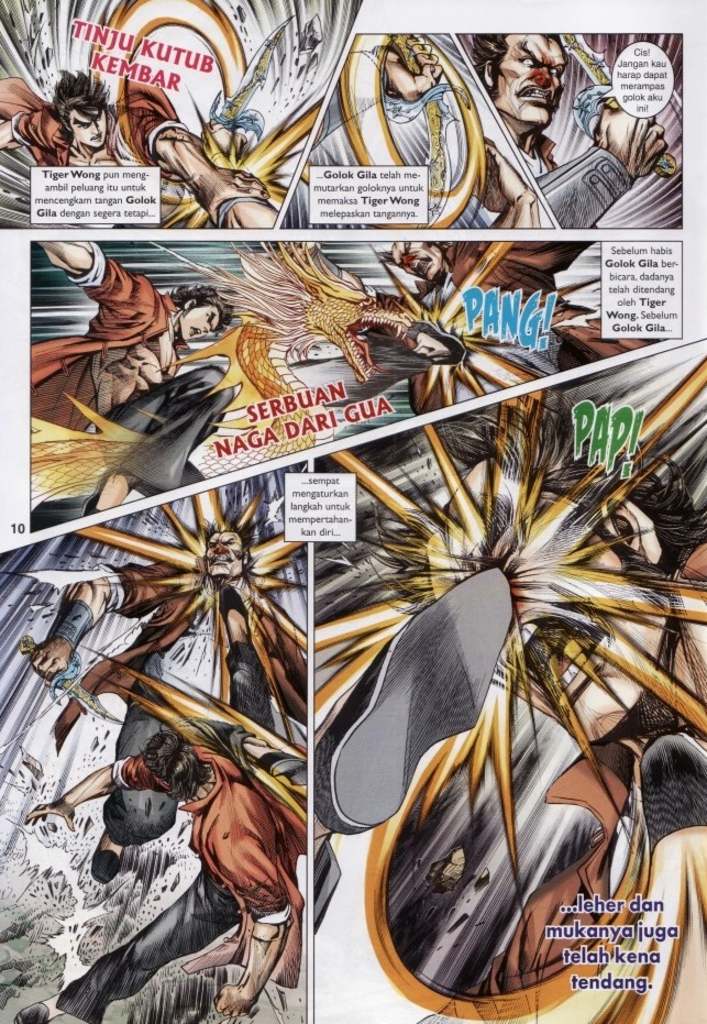 TINJU KUTUB
KEMBAR
Tiger Wong pun meng-
ambil peluang itu untuk
mencengkam tangan Golok
Gila dengan segera tetapi...
...Golok Gila telah me-
mutarkan goloknya untuk
memaksa Tiger Wong
melepaskan tangannya.
Cis!
Jangan kau
harap dapat
merampas
golok aku
ini!
Sebelum habis
Golok Gila ber-
bicara, dadanya
telah ditendang
oleh Tiger
Wong. Sebelum
Golok Gila...
PANG!
SERBUAN
NAGA DARI GUA
PAP!
...sempat
mengaturkan
langkah untuk
mempertahan-
kan diri...
10
...leher dan
mukanya juga
telah kena
tendang.